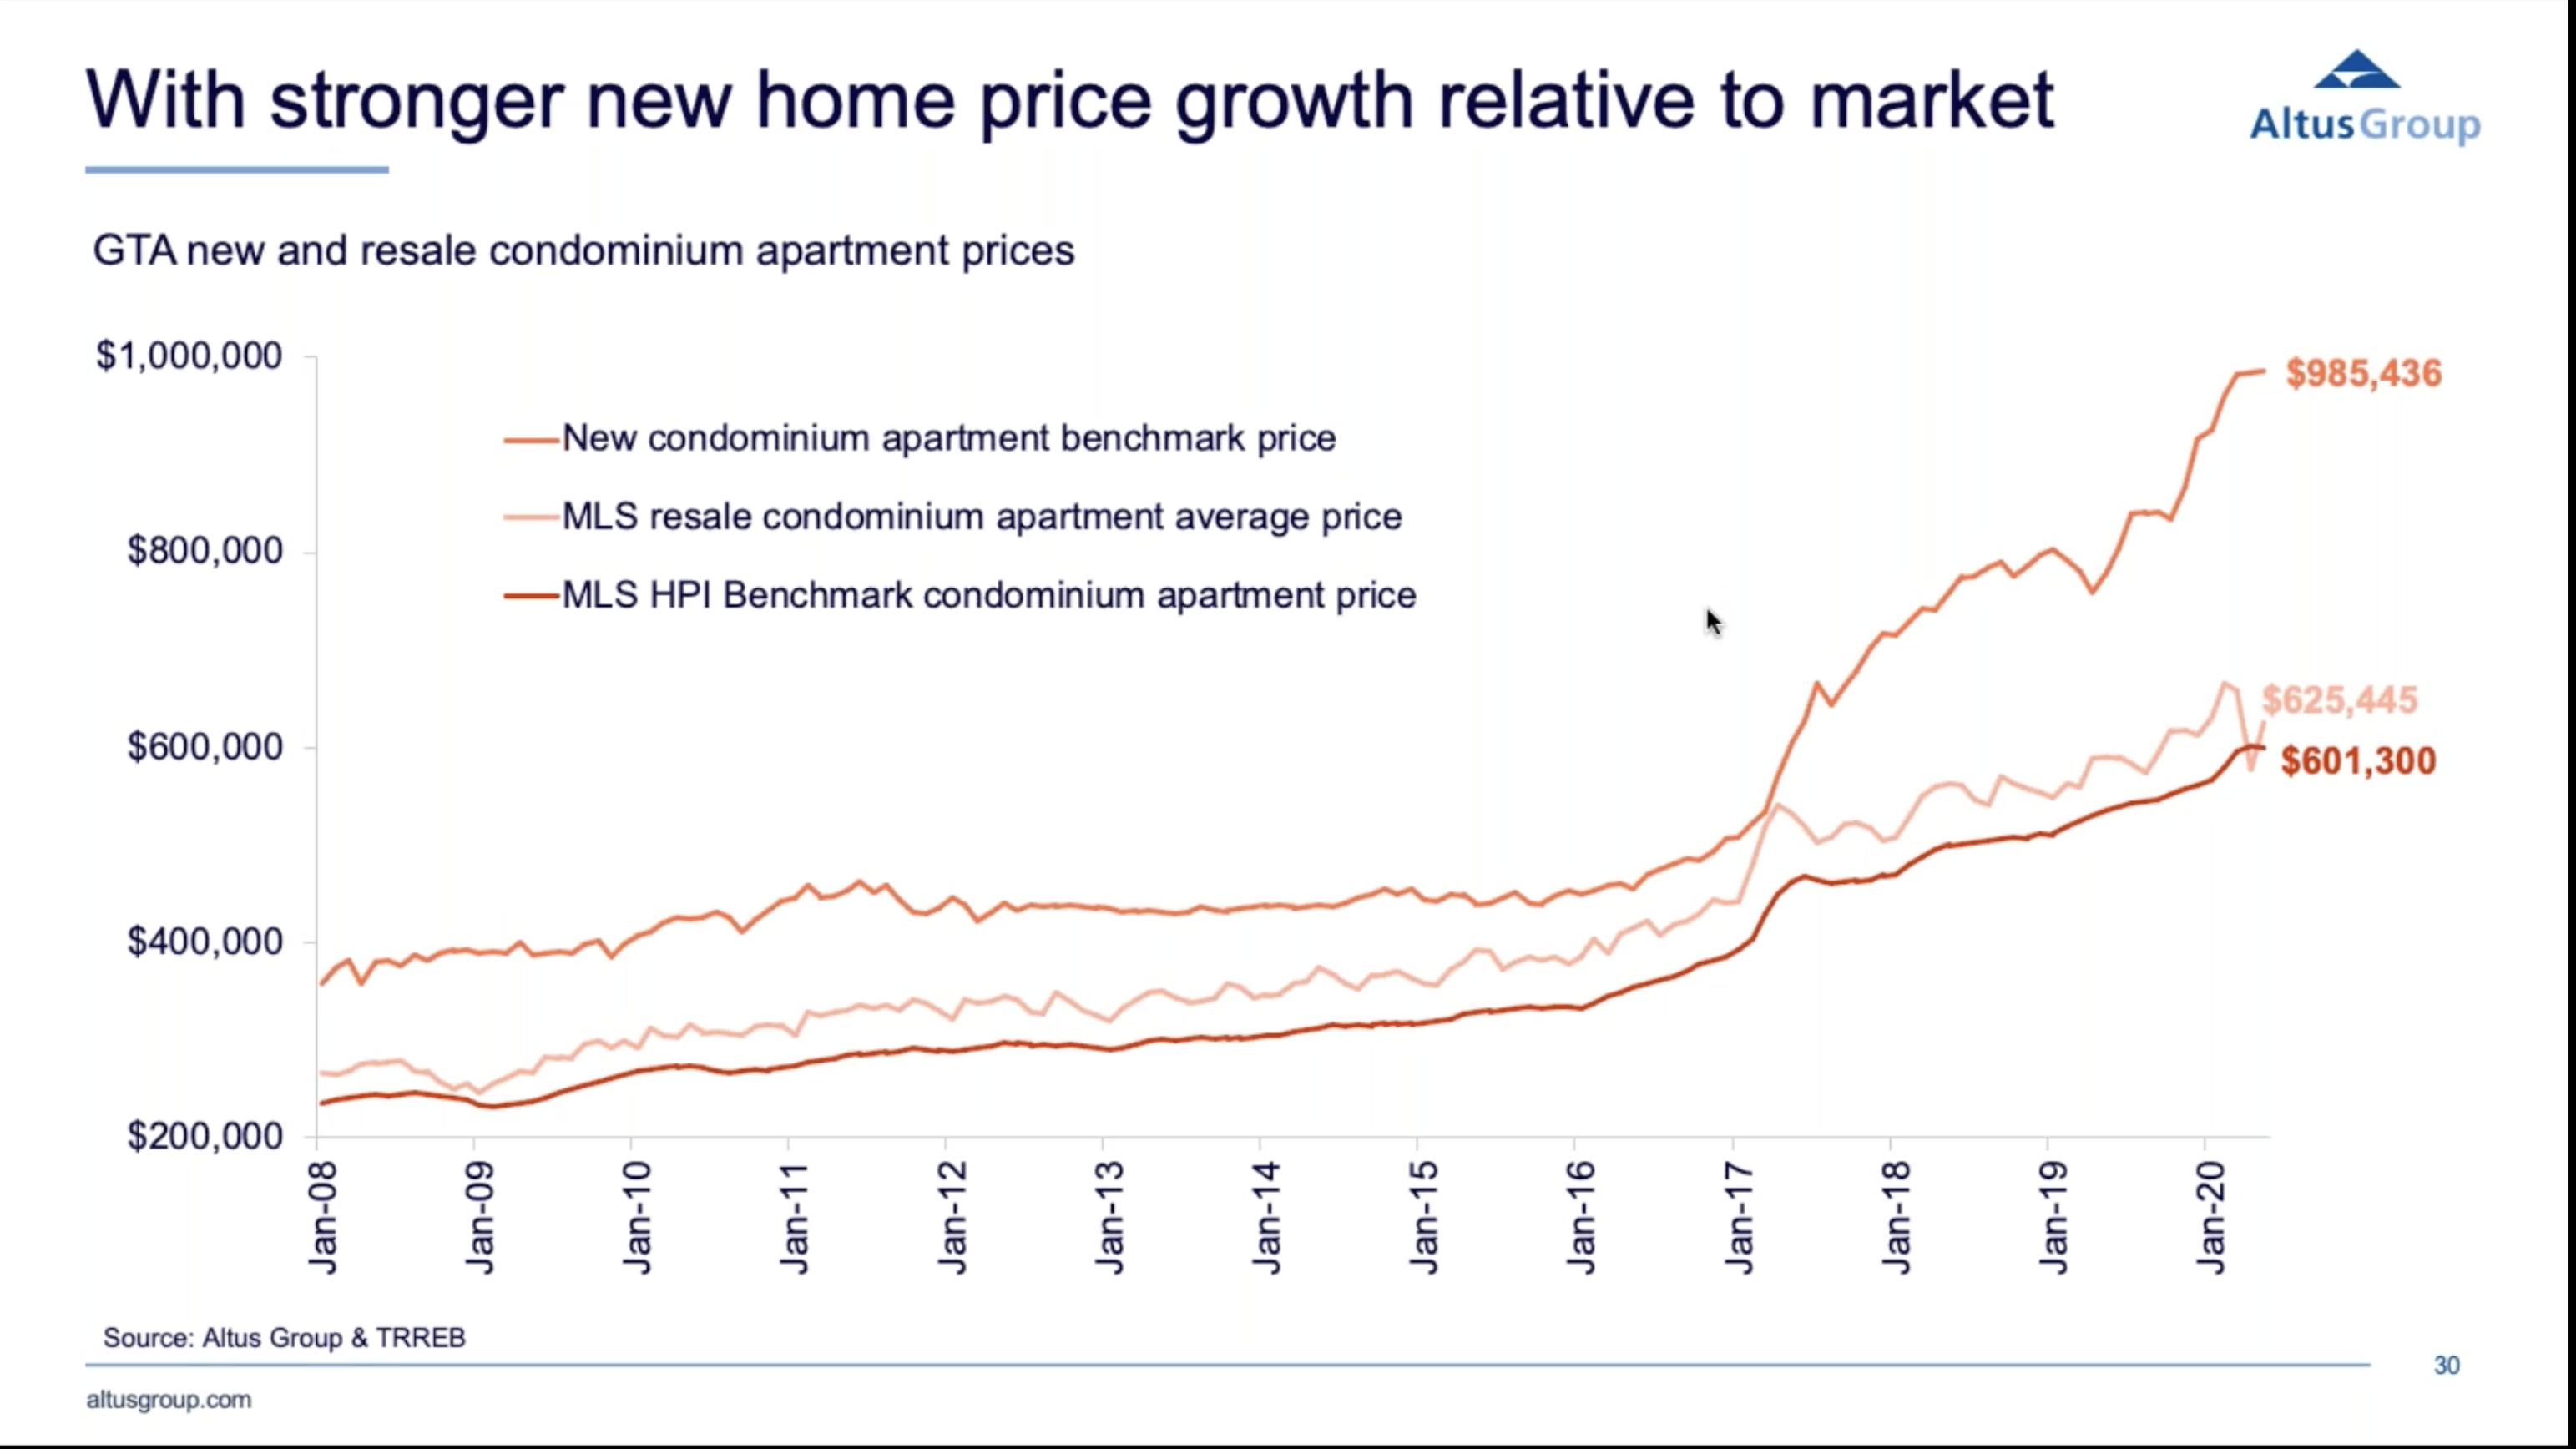 With stronger new home price growth relative to market
AltusGroup
GTA new and resale condominium apartment prices
$1,000,000
$800,000
$600,000
$400,000
$200,000
New condominium apartment benchmark price
MLS resale condominium apartment average price
MLS HPI Benchmark condominium apartment price
$985,436
$625,445
$601,300
Jan-08
Jan-09
Jan-10
Jan-11
Jan-12
Jan-13
Jan-14
Jan-15
Jan-16
Jan-17
Jan-18
Jan-19
Jan-20
Source: Altus Group & TRREB
30
altusgroup.com